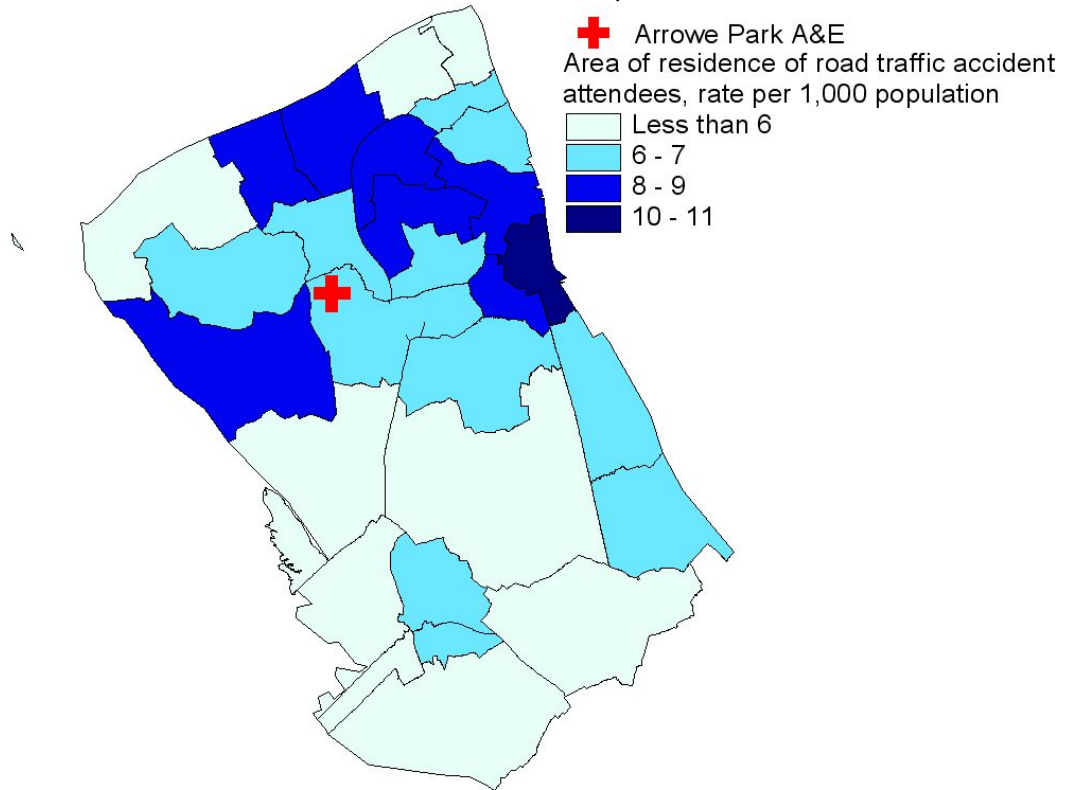 Arrowe Park A&E
Area of residence of road traffic accident
attendees, rate per 1,000 population
Less than 6
6 - 7
8 - 9
10 - 11